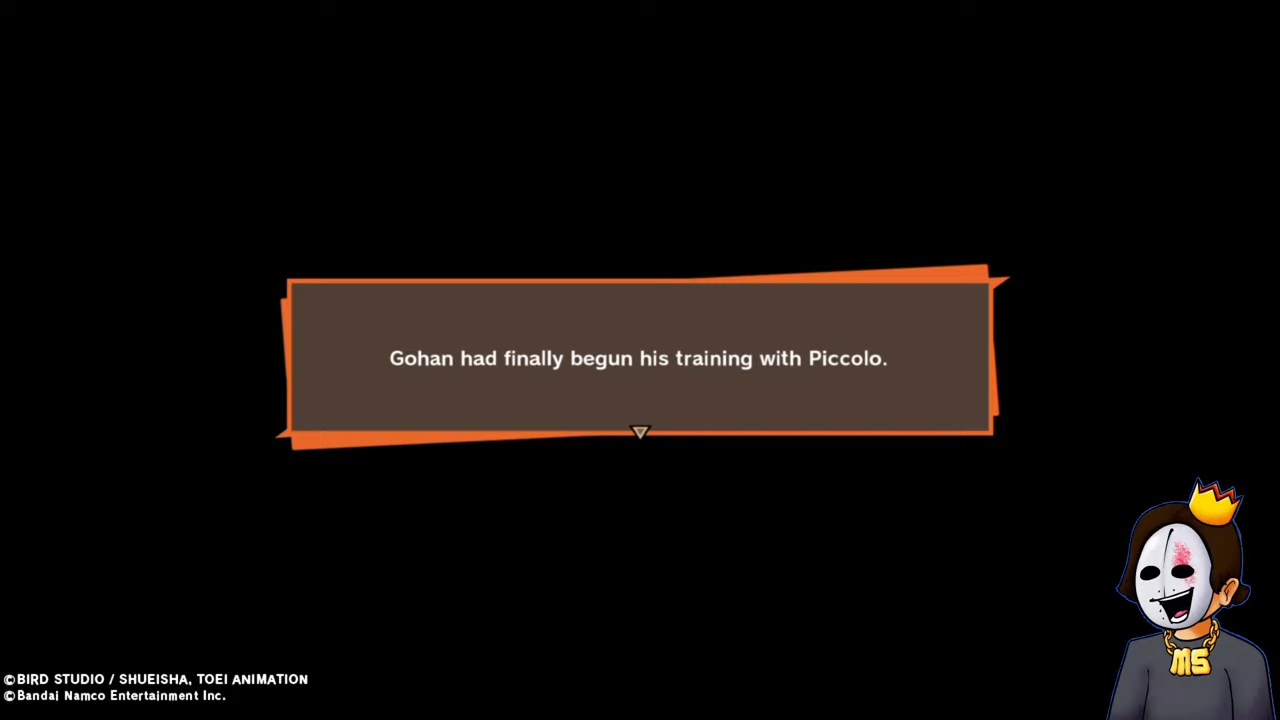 Gohan had finally begun his training with Piccolo.
MS
©BIRD STUDIO / SHUEISHA, TOEI ANIMATION
©Bandai Namco Entertainment Inc.